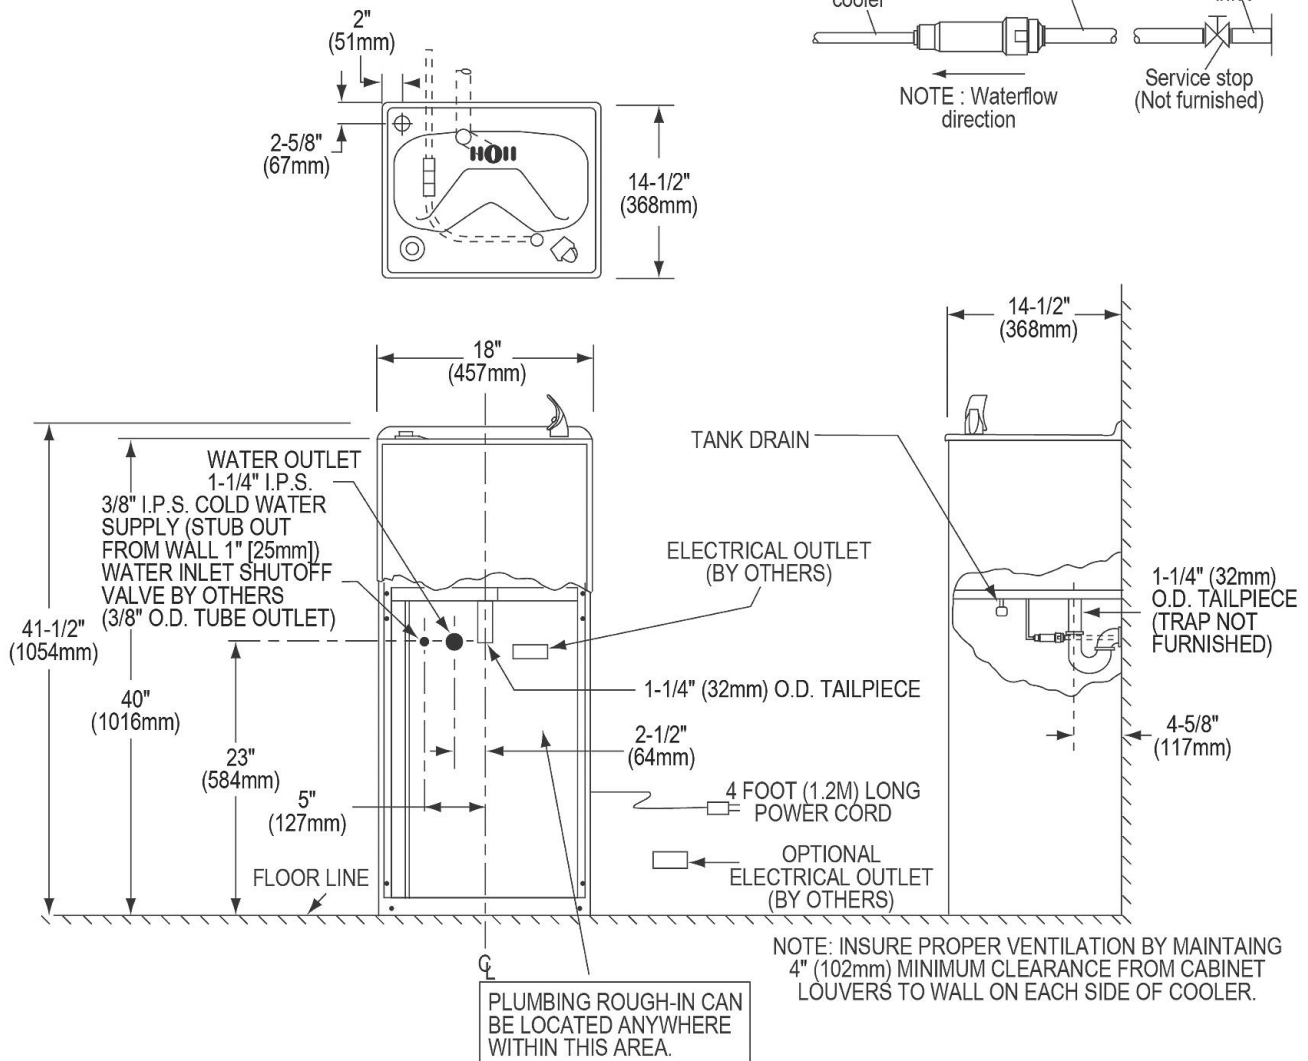 cooler
inlet
Service stop
(Not furnished)
NOTE : Waterflow
direction
2"
(51mm)
2-5/8"
(67mm)
14-1/2"
(368mm)
18"
(457mm)
14-1/2"
(368mm)
WATER OUTLET
1-1/4" I.P.S.
3/8" I.P.S. COLD WATER
SUPPLY (STUB OUT
FROM WALL 1" [25mm])
WATER INLET SHUTOFF
VALVE BY OTHERS
(3/8" O.D. TUBE OUTLET)
TANK DRAIN
ELECTRICAL OUTLET
(BY OTHERS)
1-1/4" (32mm)
O.D. TAILPIECE
(TRAP NOT
FURNISHED)
41-1/2"
(1054mm)
40"
(1016mm)
23"
(584mm)
5"
(127mm)
1-1/4" (32mm) O.D. TAILPIECE
2-1/2"
(64mm)
4-5/8"
(117mm)
4 FOOT (1.2M) LONG
POWER CORD
OPTIONAL
ELECTRICAL OUTLET
(BY OTHERS)
FLOOR LINE
NOTE: INSURE PROPER VENTILATION BY MAINTAING
4" (102mm) MINIMUM CLEARANCE FROM CABINET
LOUVERS TO WALL ON EACH SIDE OF COOLER.
CL
PLUMBING ROUGH-IN CAN
BE LOCATED ANYWHERE
WITHIN THIS AREA.